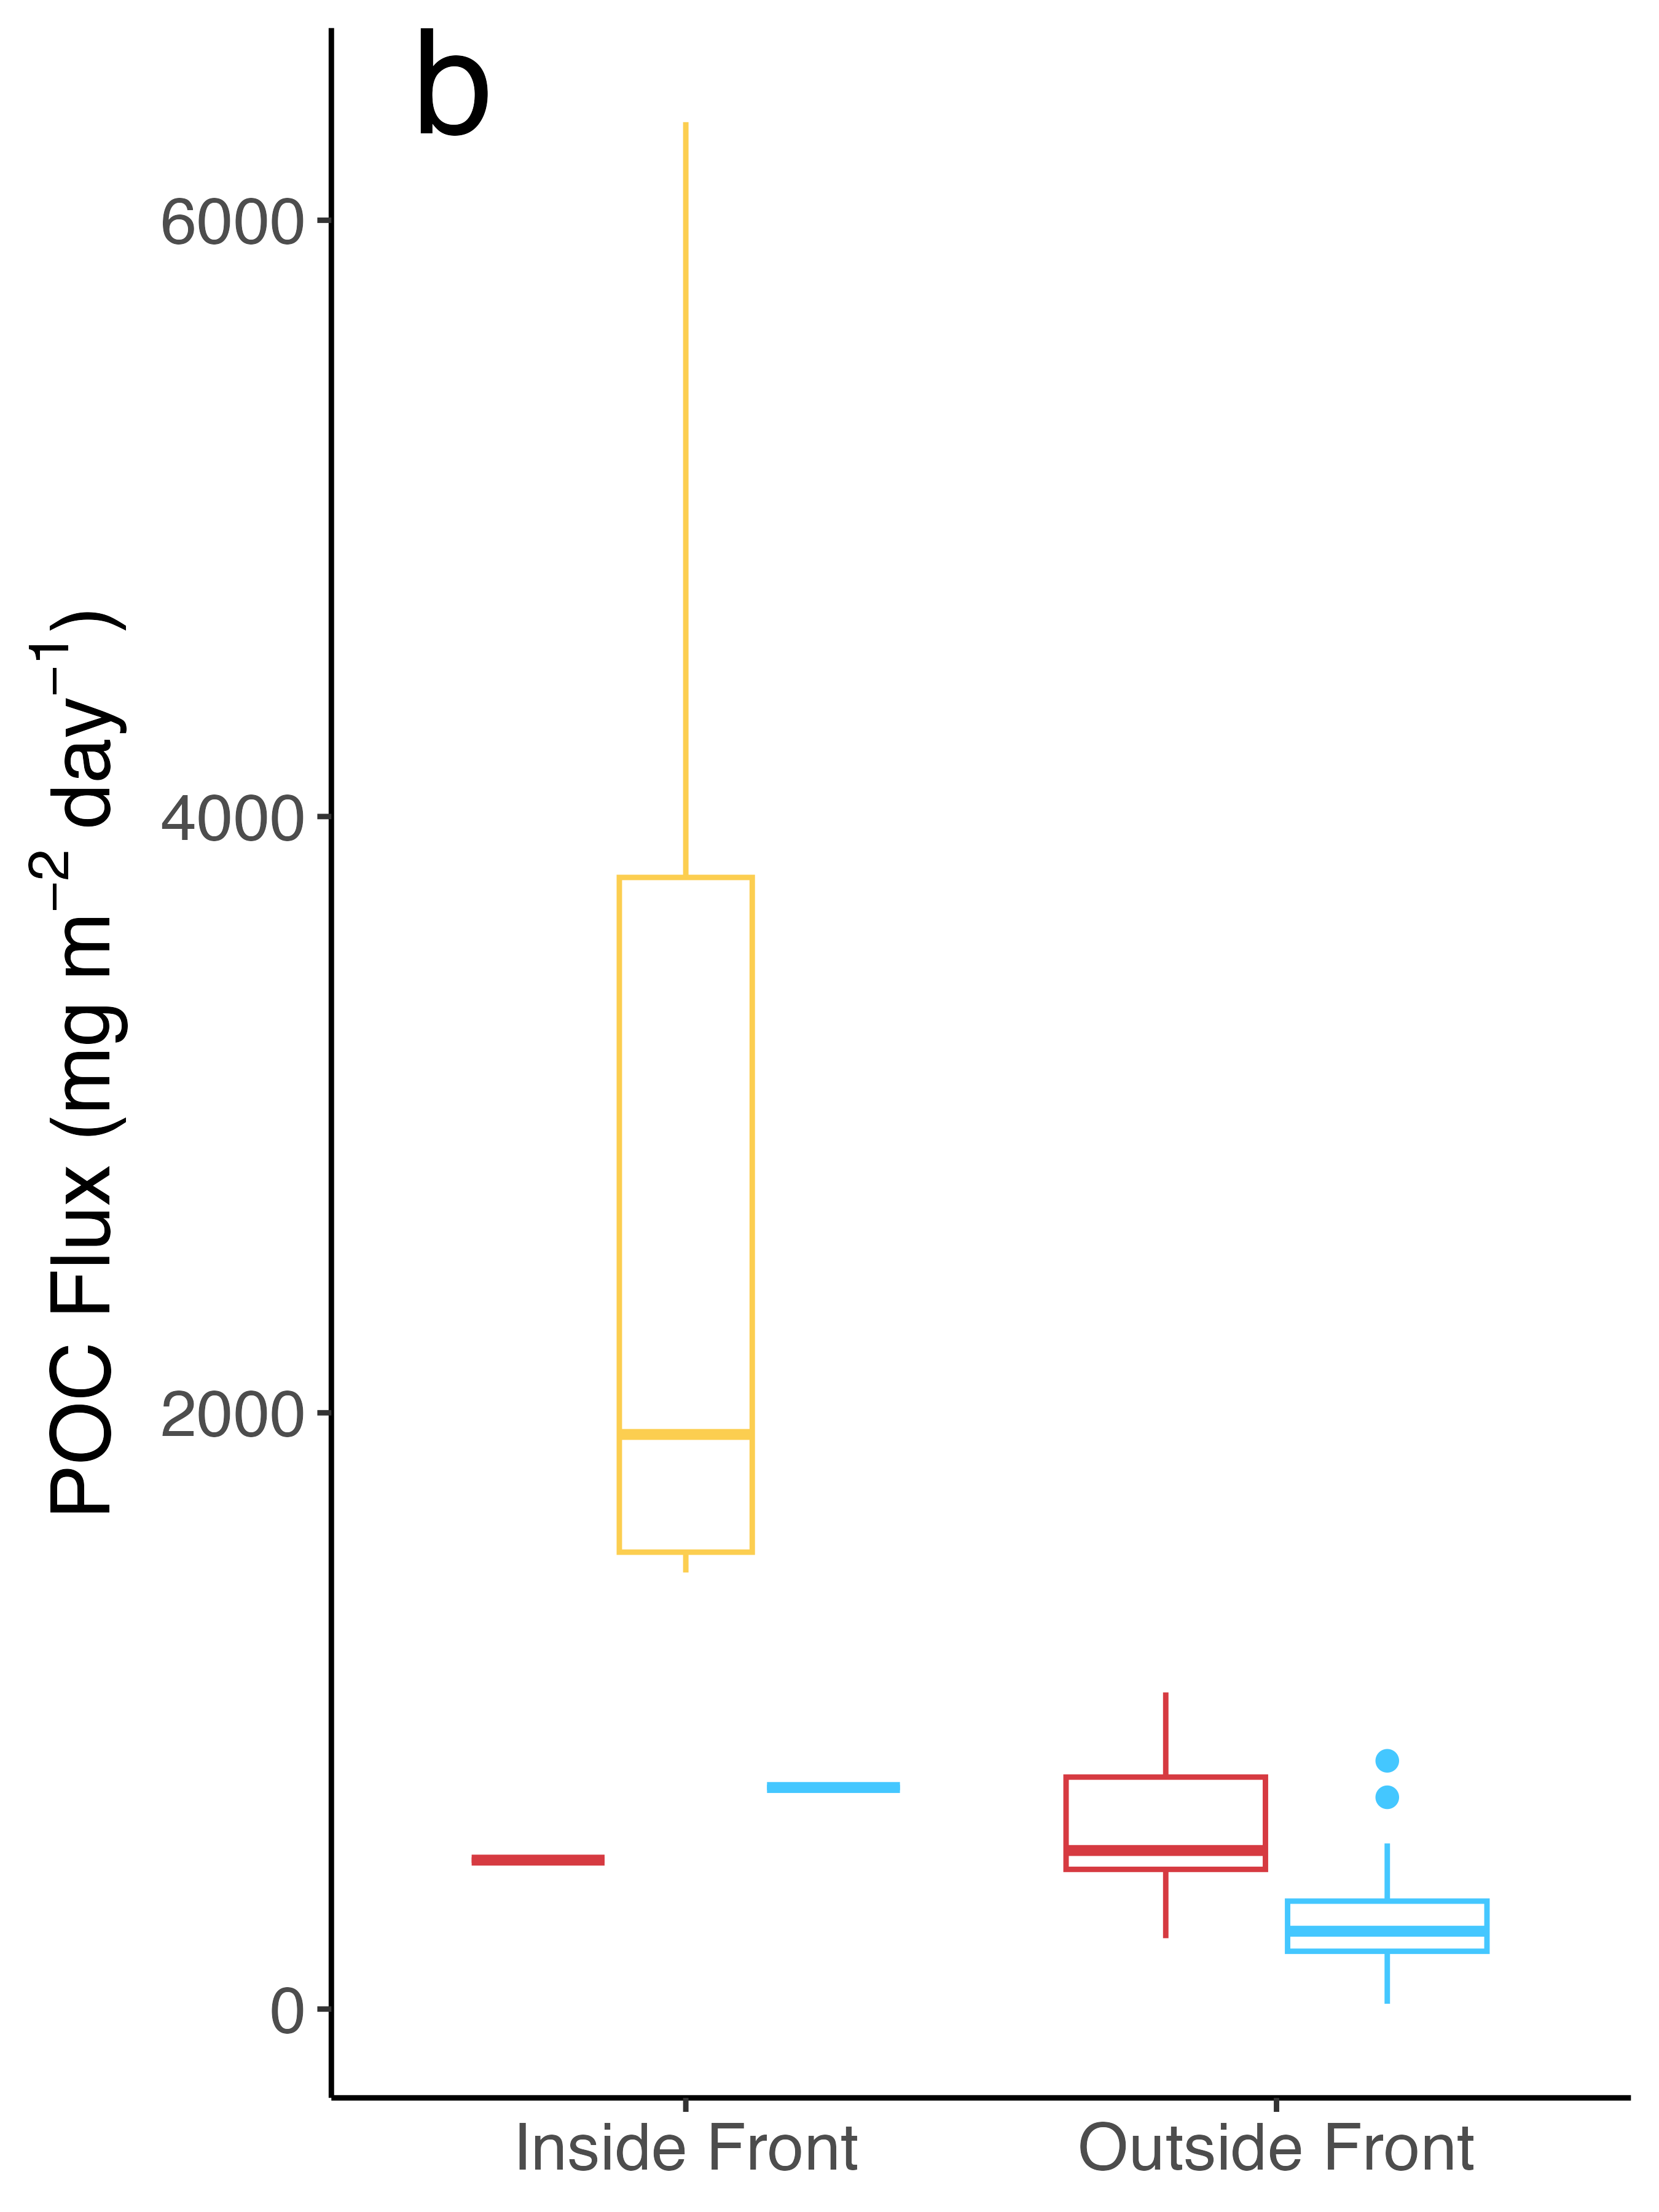 b
POC Flux (mg m⁻² day⁻¹)
6000
4000
2000
0
Inside Front
Outside Front